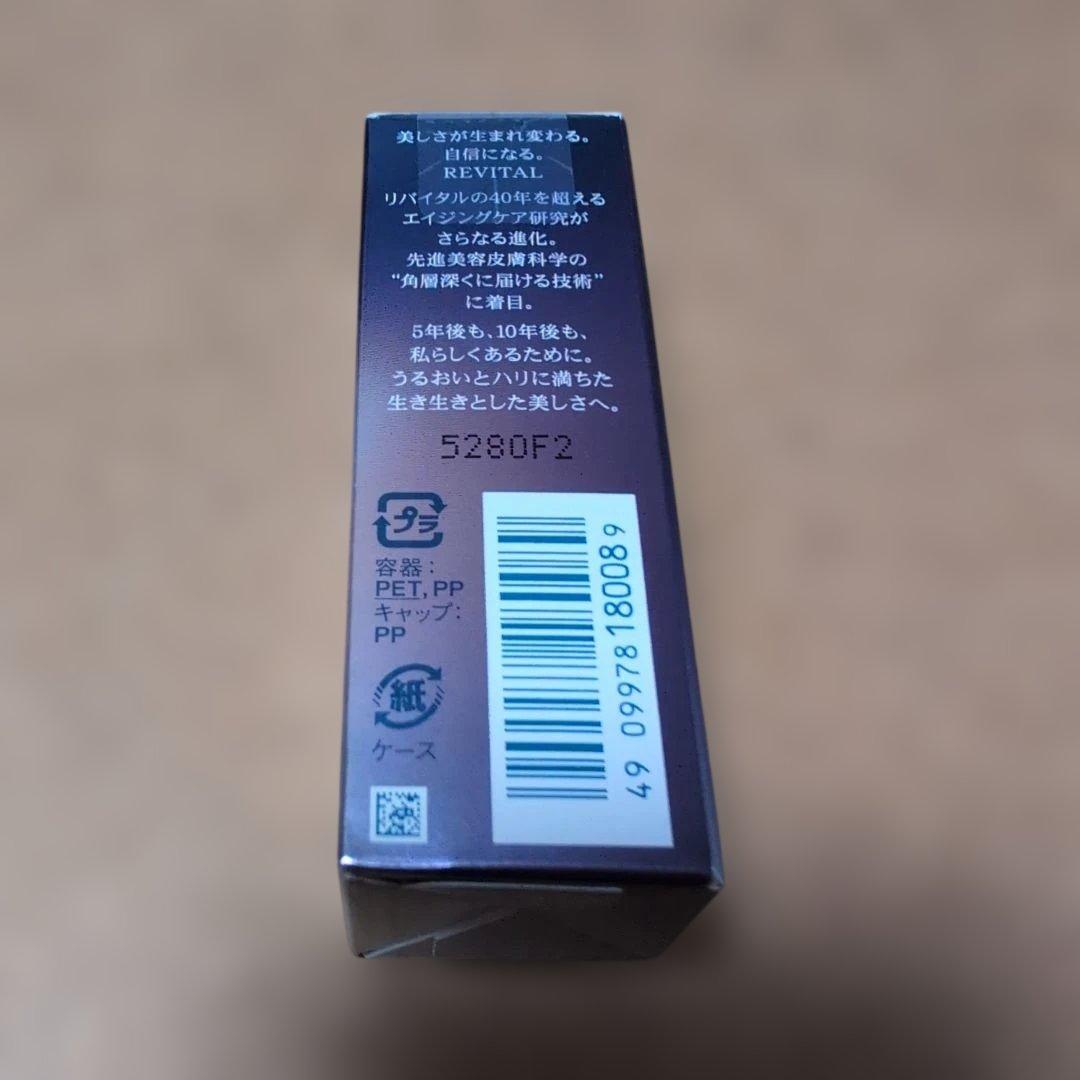 美しさが生まれ変わる。
自信になる。
REVITAL
リバイタルの40年を超える
エイジングケア研究が
さらなる進化。
先進美容皮膚科学の
“角層深くに届ける技術”
に着目。
5年後も、10年後も、
私らしくあるために。
うるおいとハリに満ちた
生き生きとした美しさへ。
5280F2
プラ
容器：
PET, PP
キャップ：
PP
紙
ケース
49 09978 18008 9